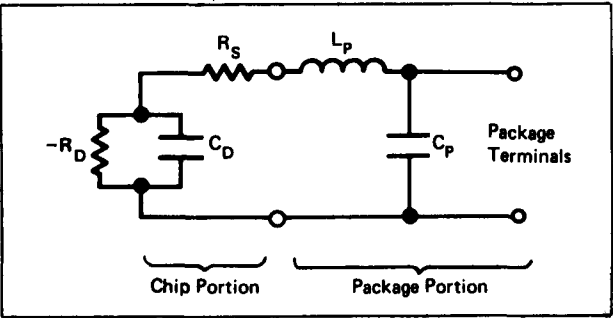 R_S
L_P
-R_D
C_D
C_P
Package
Terminals
Chip Portion
Package Portion